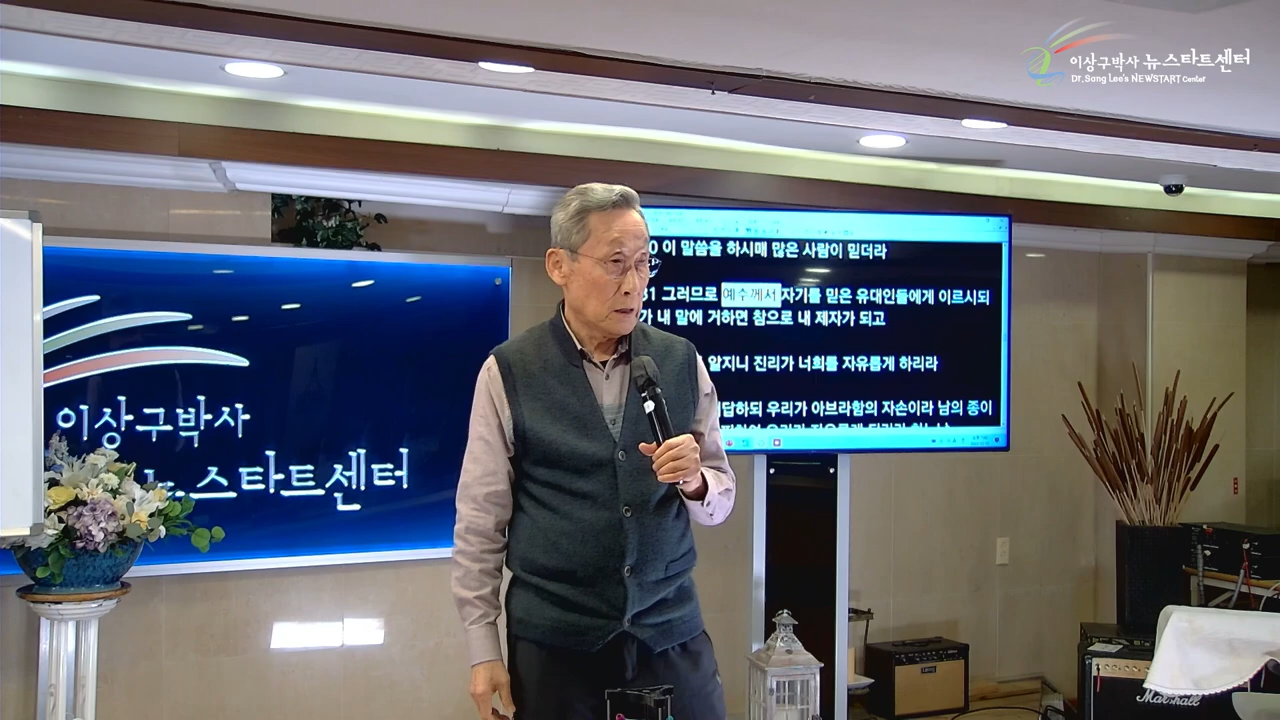 이상구박사 뉴스타트센터
Dr. Sang Lee's NEWSTART Center
0 이 말씀을 하시매 많은 사람이 믿더라
31 그러므로 예수께서 자기를 믿은 유대인들에게 이르시되
가 내 말에 거하면 참으로 내 제자가 되고
알지니 진리가 너희를 자유롭게 하리라
대답하되 우리가 아브라함의 자손이라 남의 종이
이상구박사
뉴스타트센터
Marshall